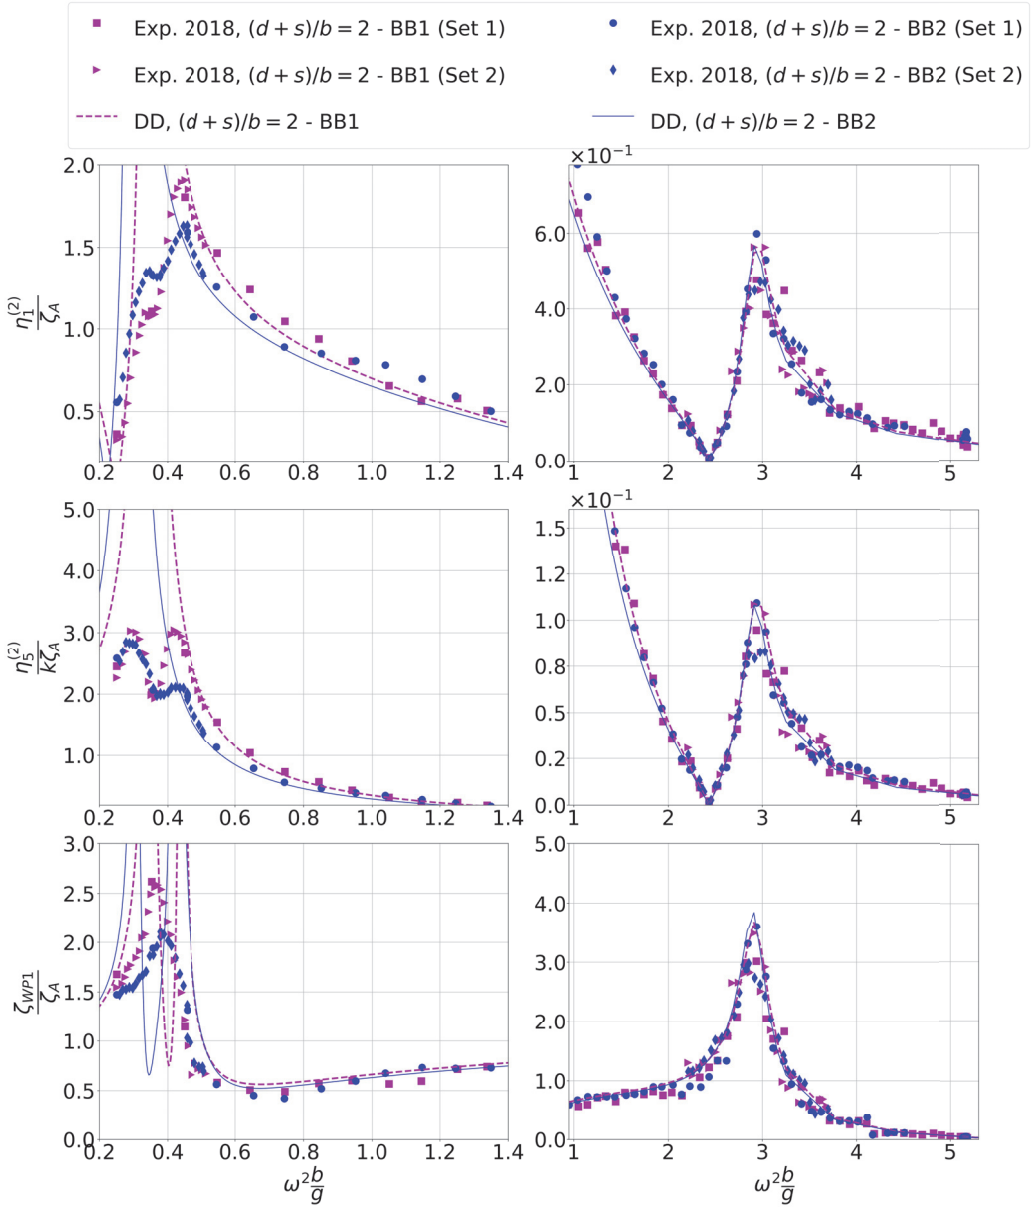 Exp. 2018, (d + s)/b = 2 - BB1 (Set 1)
Exp. 2018, (d + s)/b = 2 - BB2 (Set 1)
Exp. 2018, (d + s)/b = 2 - BB1 (Set 2)
Exp. 2018, (d + s)/b = 2 - BB2 (Set 2)
DD, (d + s)/b = 2 - BB1
DD, (d + s)/b = 2 - BB2
×10⁻¹
2.0
1.5
1.0
0.5
η₁⁽²⁾/ζ_A
0.2 0.4 0.6 0.8 1.0 1.2 1.4
6.0
4.0
2.0
0.0
1 2 3 4 5
×10⁻¹
5.0
4.0
3.0
2.0
1.0
η₅⁽²⁾/kζ_A
0.2 0.4 0.6 0.8 1.0 1.2 1.4
1.5
1.2
1.0
0.8
0.5
0.2
0.0
1 2 3 4 5
3.0
2.5
2.0
1.5
1.0
0.5
0.0
ζ_WP1/ζ_A
0.2 0.4 0.6 0.8 1.0 1.2 1.4
ω² b/g
5.0
4.0
3.0
2.0
1.0
0.0
1 2 3 4 5
ω² b/g